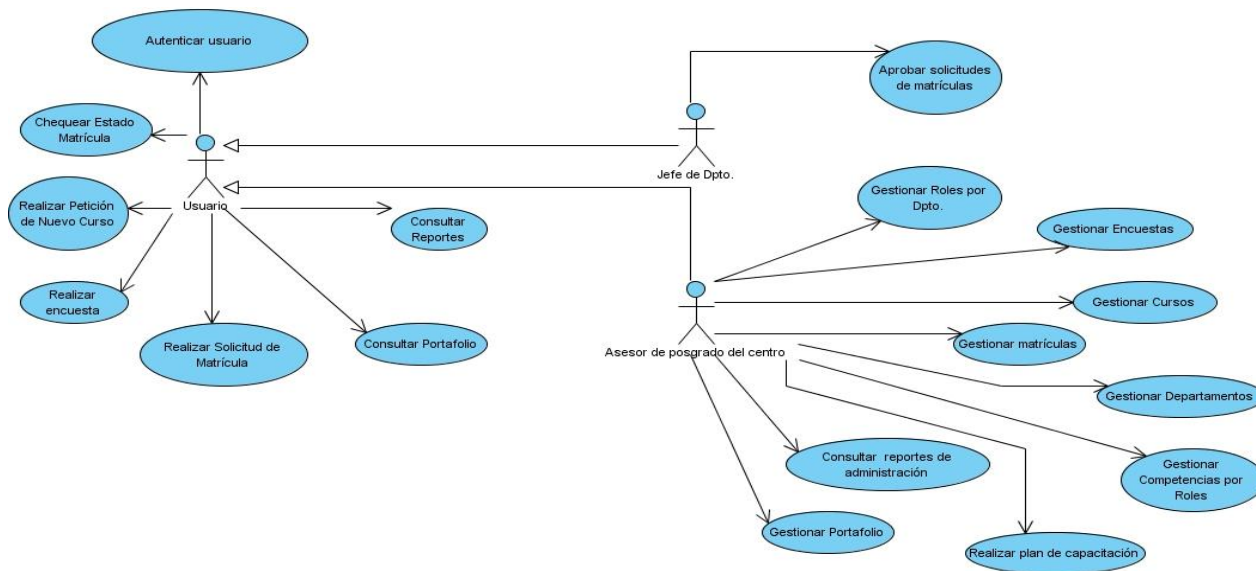 Autenticar usuario
Chequear Estado
Matrícula
Realizar Petición
de Nuevo Curso
Realizar
encuesta
Realizar Solicitud de
Matrícula
Consultar Portafolio
Consultar
Reportes
Usuario
Aprobar solicitudes
de matrículas
Jefe de Dpto.
Gestionar Roles por
Dpto.
Gestionar Encuestas
Gestionar Cursos
Gestionar matrículas
Asesor de posgrado del centro
Gestionar Departamentos
Gestionar
Competencias por
Roles
Consultar reportes de
administración
Gestionar Portafolio
Realizar plan de capacitación